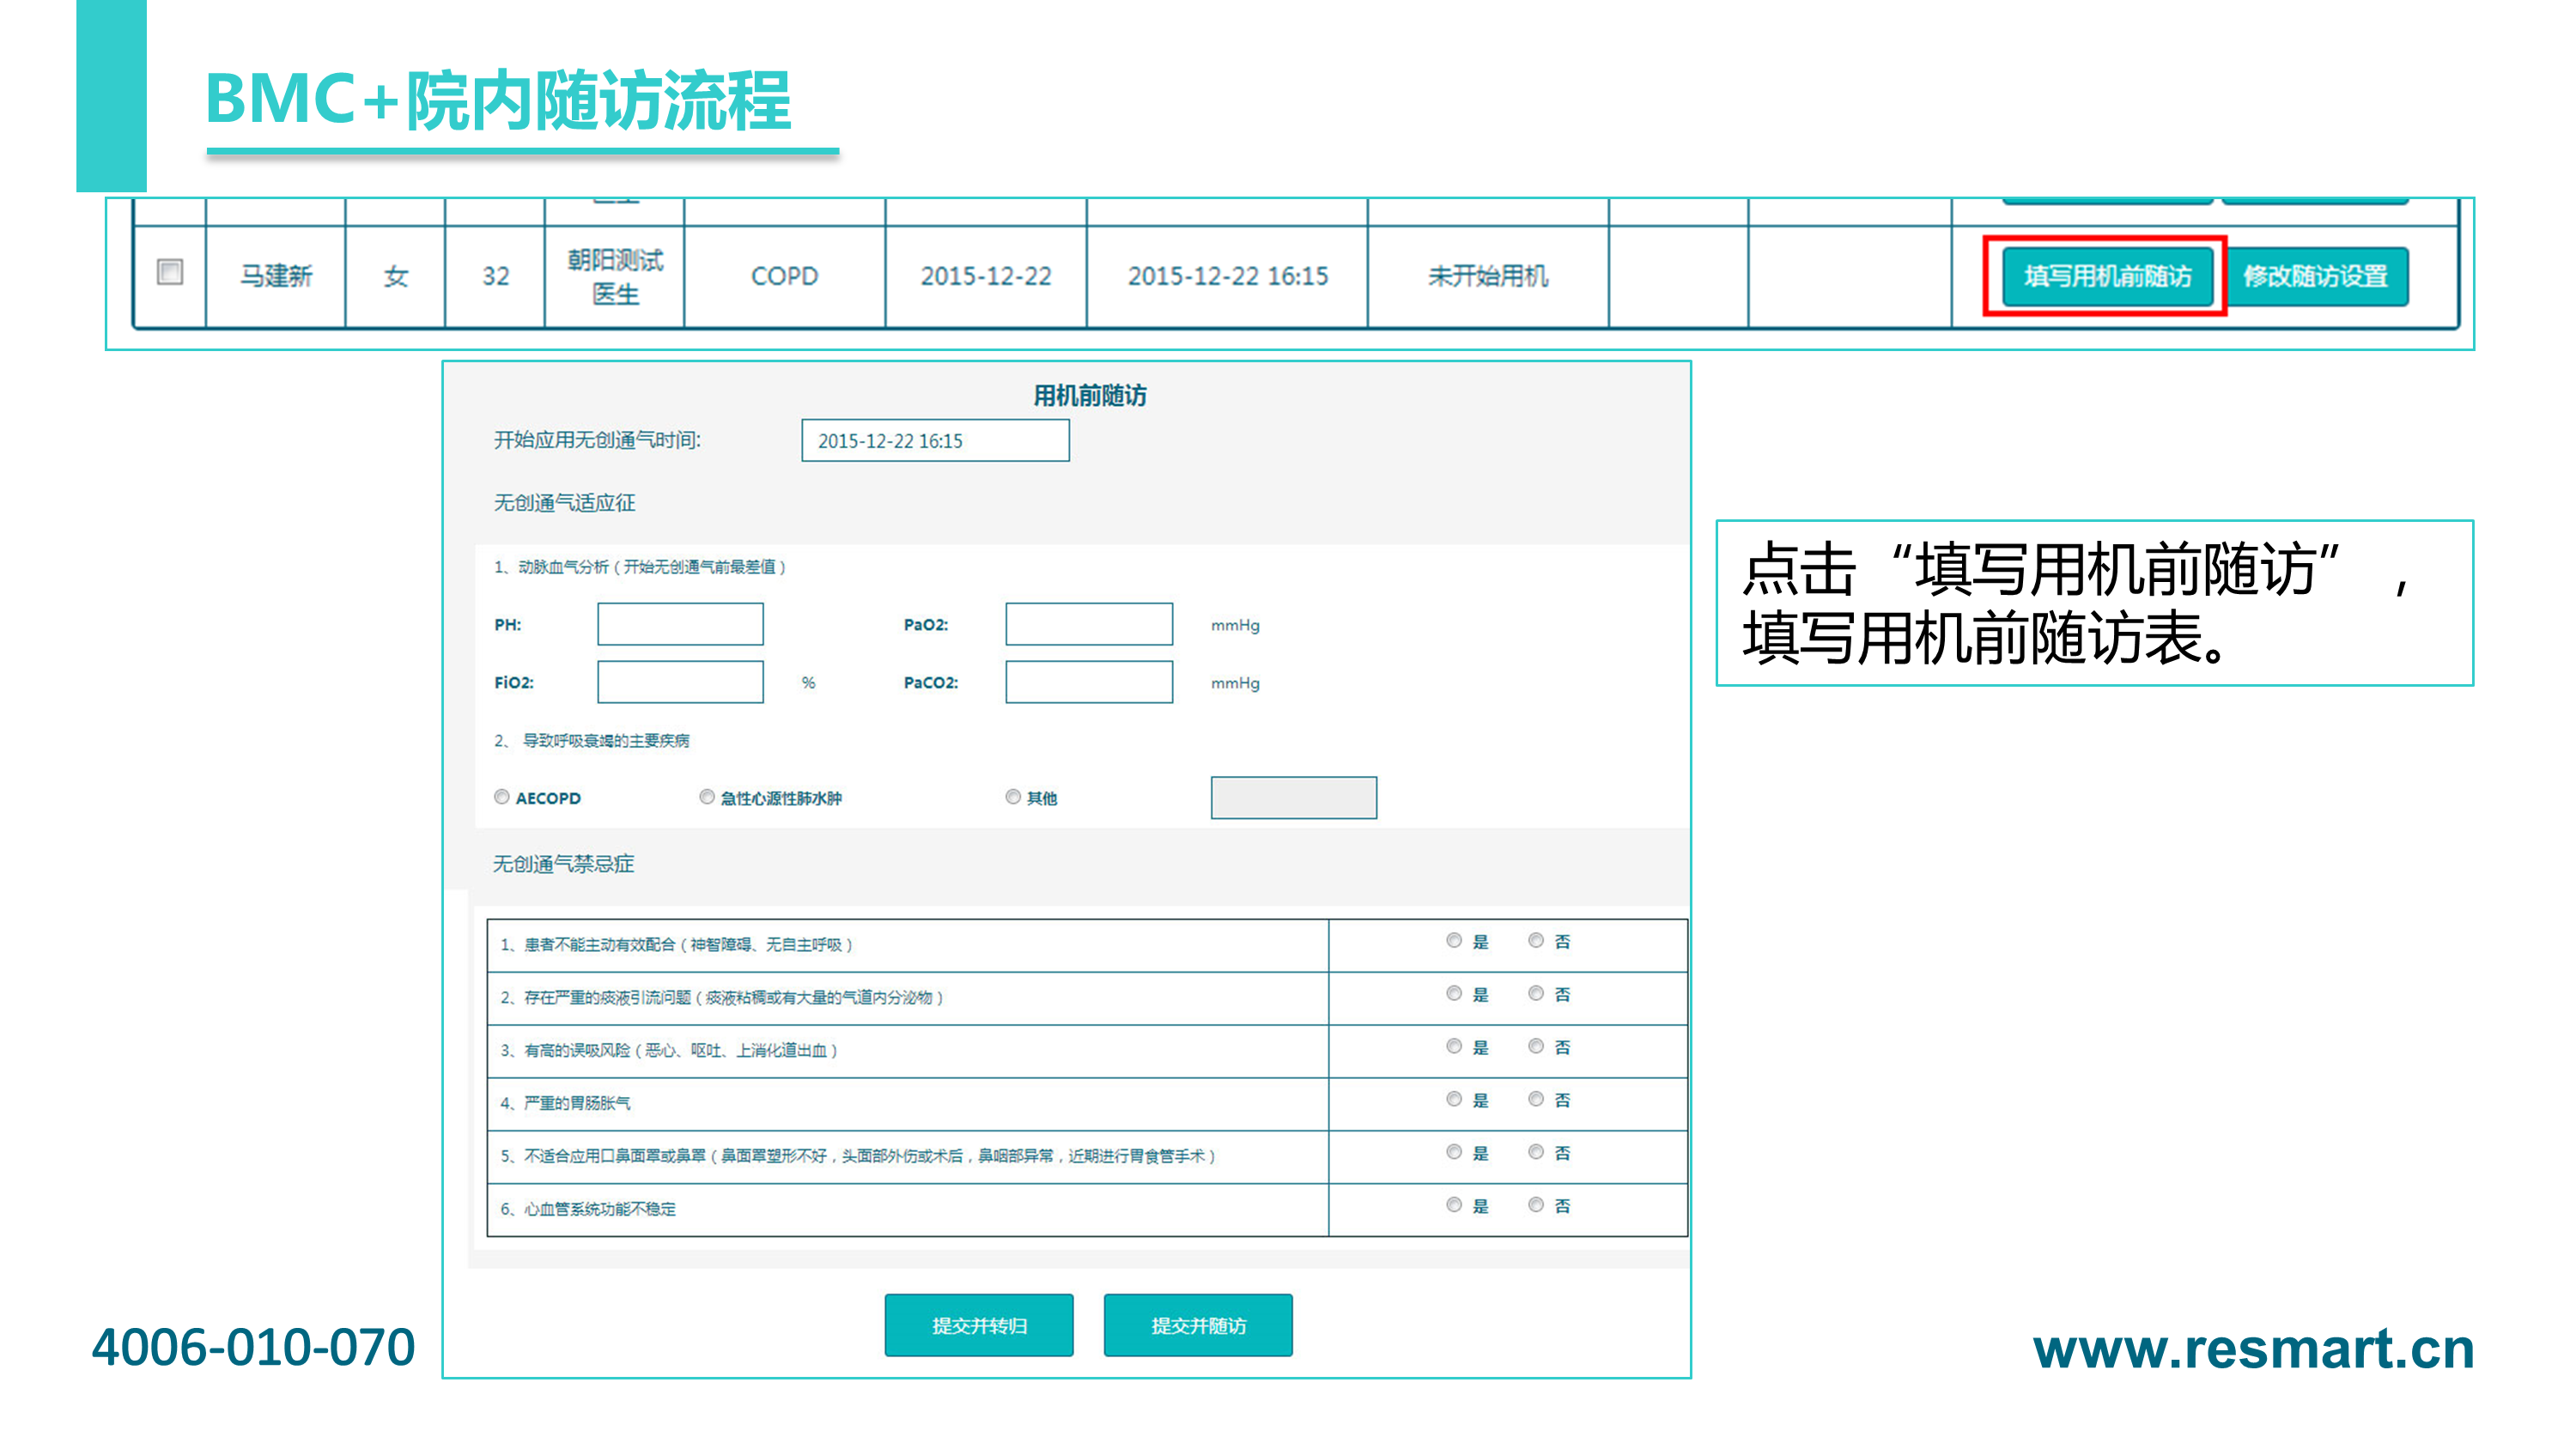 BMC+院内随访流程
马建新 女 32 朝阳测试医生 COPD 2015-12-22 2015-12-22 16:15 未开始用机 填写用机前随访 修改随访设置
用机前随访
开始应用无创通气时间: 2015-12-22 16:15
无创通气适应征
1、动脉血气分析（开始无创通气前最差值）
PH: PaO2: mmHg
FiO2: % PaCO2: mmHg
2、 导致呼吸衰竭的主要疾病
AECOPD 急性心源性肺水肿 其他
无创通气禁忌症
1、患者不能主动有效配合（神智障碍、无自主呼吸） 是 否
2、存在严重的痰液引流问题（痰液粘稠或有大量的气道内分泌物） 是 否
3、有高的误吸风险（恶心、呕吐、上消化道出血） 是 否
4、严重的胃肠胀气 是 否
5、不适合应用口鼻面罩或鼻罩（鼻面罩塑形不好，头面部外伤或术后，鼻咽部异常，近期进行胃食管手术） 是 否
6、心血管系统功能不稳定 是 否
提交并转归 提交并随访
点击“填写用机前随访”，
填写用机前随访表。
4006-010-070
www.resmart.cn